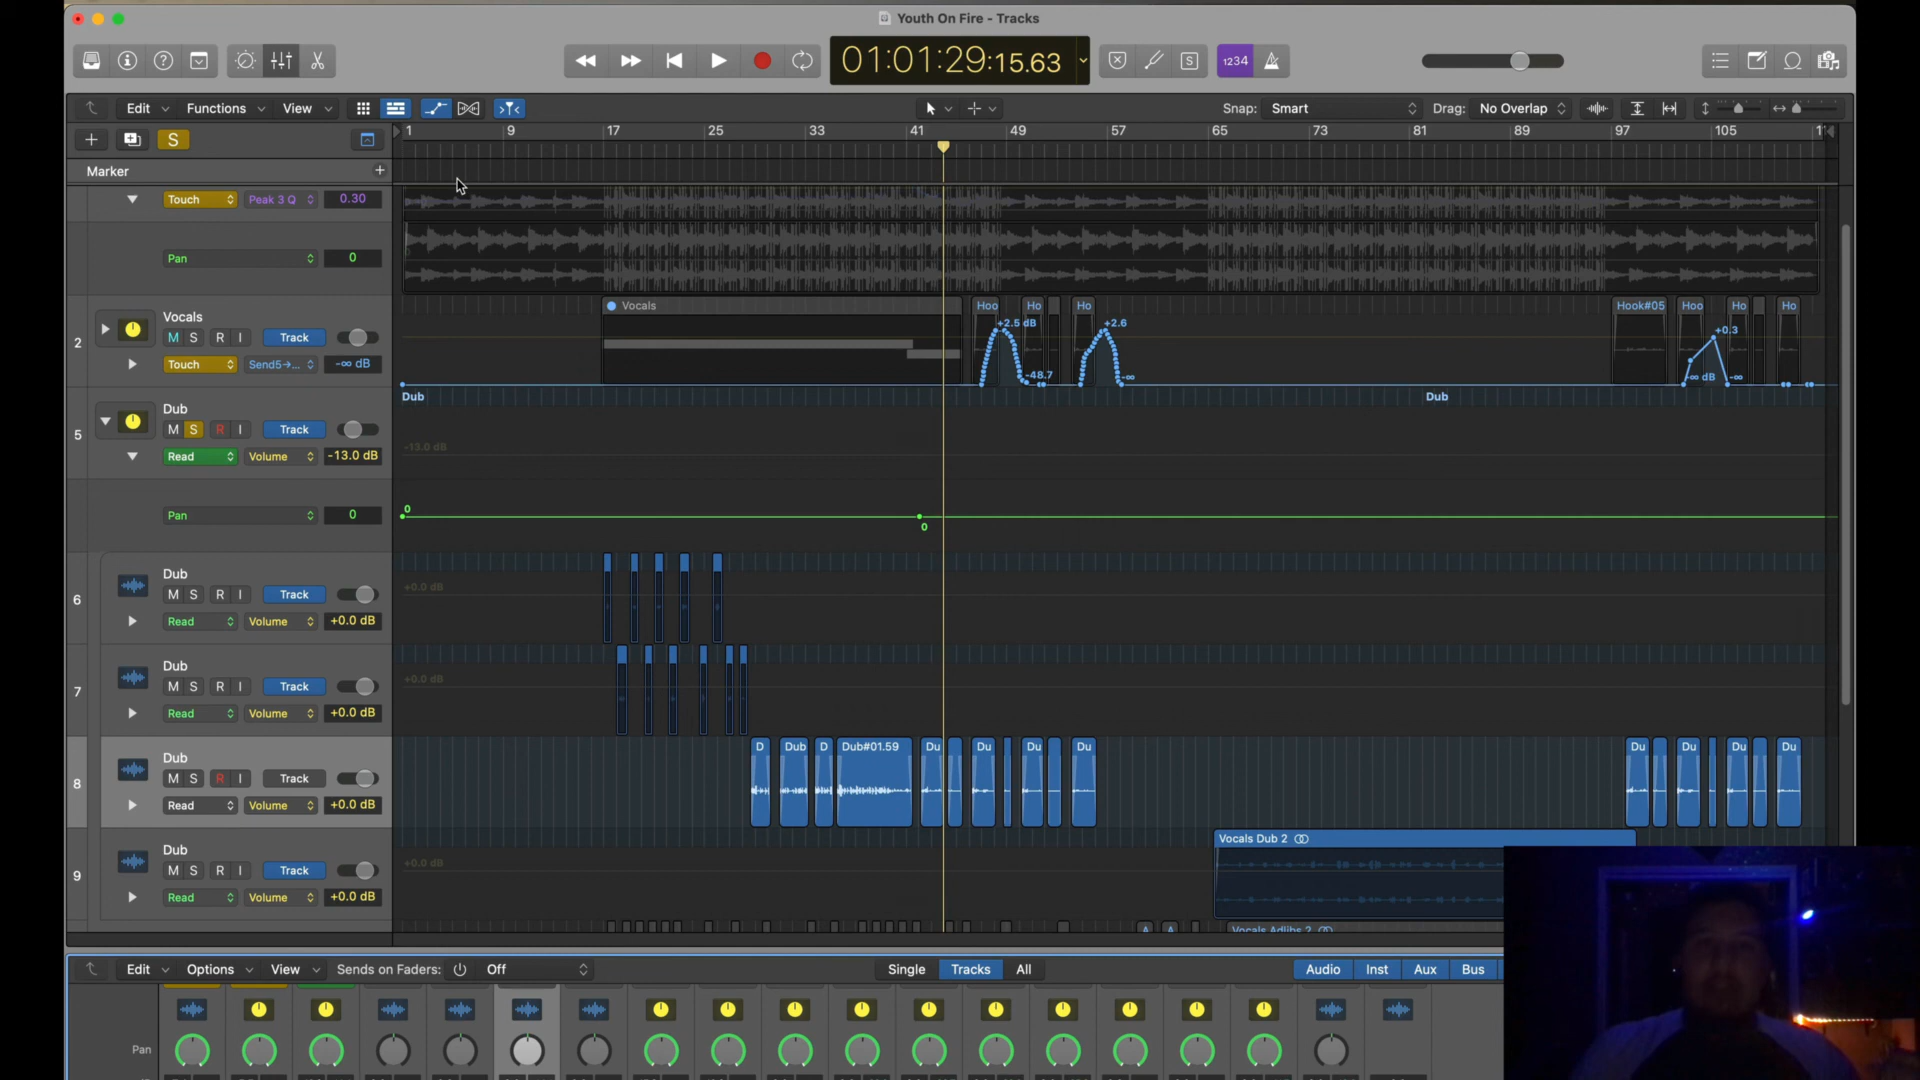 Youth On Fire - Tracks
01:01:29:15.63
S
1234
Edit Functions View Snap: Smart Drag: No Overlap
S 1 9 17 25 33 41 49 57 65 73 81 89 97 105
Marker
Touch Peak 3 Q 0.30
Pan 0
2 Vocals
M S R I Track
Touch Send5→... -∞ dB
Vocals Hoo Ho Ho Hook#05 Hoo Ho Ho
+2.5 dB +2.6 +0.3
-48.7 -∞ -∞ dB -∞
Dub Dub
5 Dub
M S R I Track
Read Volume -13.0 dB
-13.0 dB
Pan 0
0
0
6 Dub
M S R I Track
Read Volume +0.0 dB
+0.0 dB
7 Dub
M S R I Track
Read Volume +0.0 dB
+0.0 dB
8 Dub
M S R I Track
Read Volume +0.0 dB
D Dub D Dub#01.59 Du Du Du Du Du Du Du Du
9 Dub
M S R I Track
Read Volume +0.0 dB
+0.0 dB
Vocals Dub 2
A A Vocals Adlibs 2
Edit Options View Sends on Faders: Off Single Tracks All Audio Inst Aux Bus
Pan